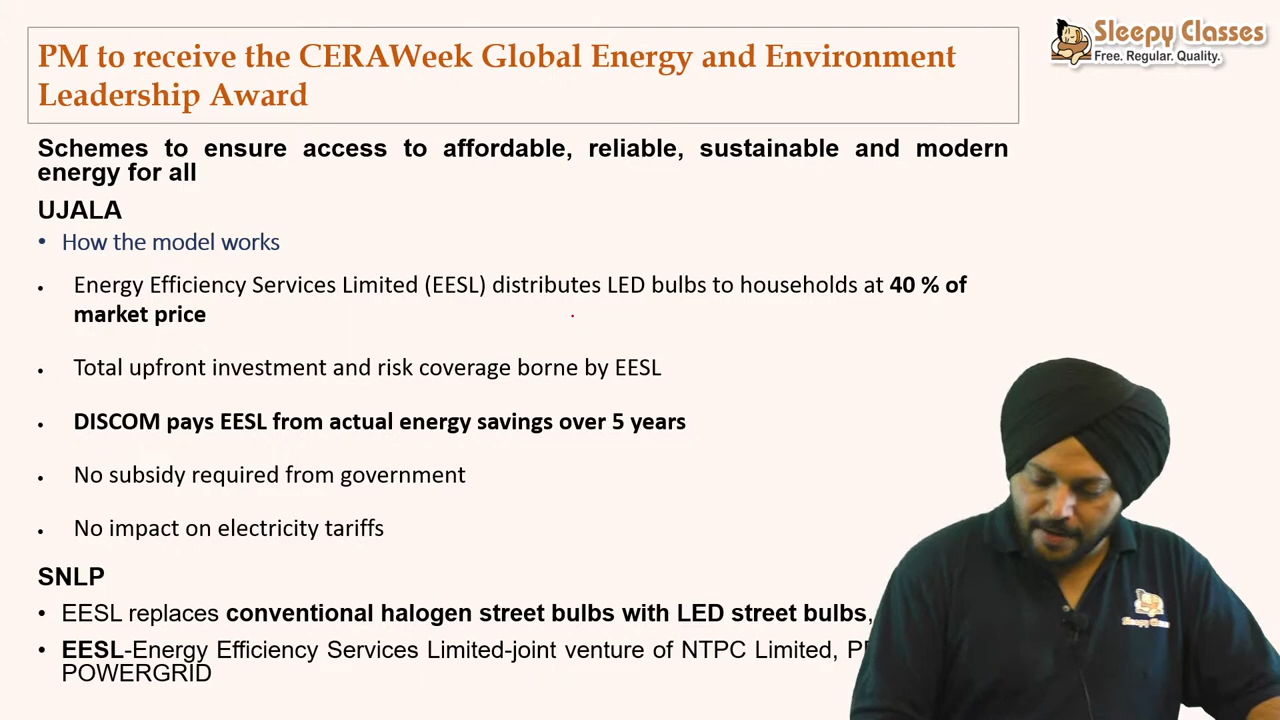 PM to receive the CERAWeek Global Energy and Environment
Leadership Award
Sleepy Classes
Free. Regular. Quality.
Schemes to ensure access to affordable, reliable, sustainable and modern
energy for all
UJALA
• How the model works
• Energy Efficiency Services Limited (EESL) distributes LED bulbs to households at 40 % of
market price
• Total upfront investment and risk coverage borne by EESL
• DISCOM pays EESL from actual energy savings over 5 years
• No subsidy required from government
• No impact on electricity tariffs
SNLP
• EESL replaces conventional halogen street bulbs with LED street bulbs,
• EESL-Energy Efficiency Services Limited-joint venture of NTPC Limited,
POWERGRID